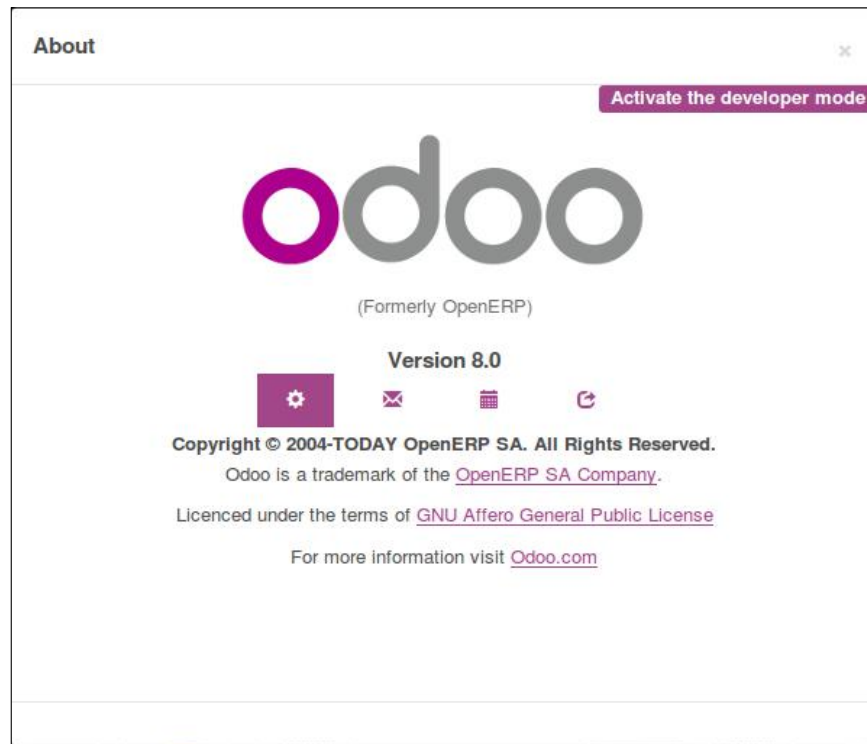 About
×
Activate the developer mode
odoo
(Formerly OpenERP)
Version 8.0
Copyright © 2004-TODAY OpenERP SA. All Rights Reserved.
Odoo is a trademark of the OpenERP SA Company.
Licenced under the terms of GNU Affero General Public License
For more information visit Odoo.com